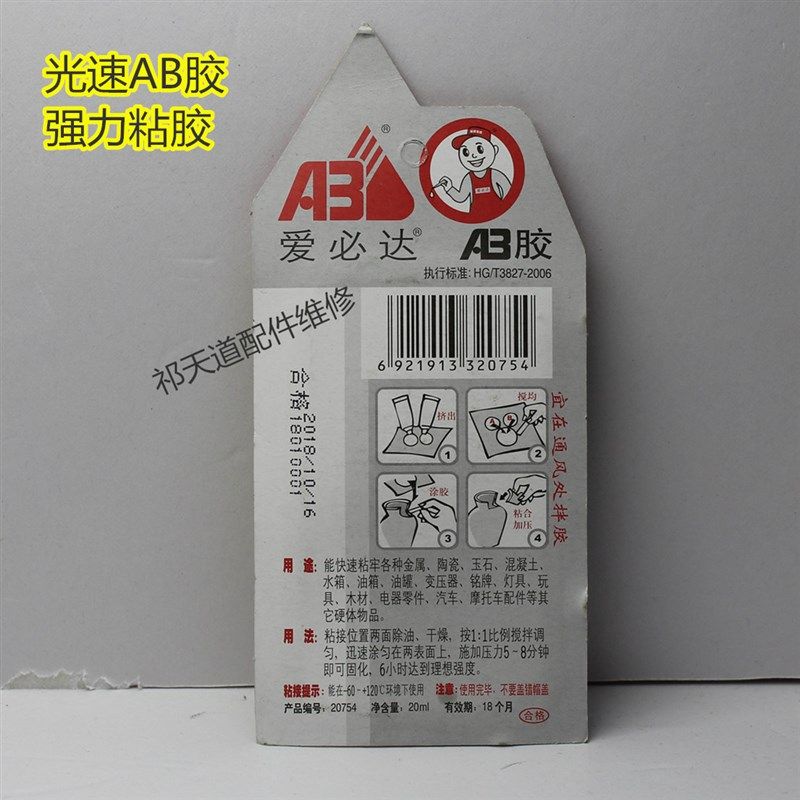 光速AB胶
强力粘胶
AB
®
爱必达®
AB胶
执行标准: HG/T3827-2006
祁天道配件维修
6 921913 320754
合格2018/10/16
18010001
挤出
1
搅均
2
涂胶
3
粘合
加压
4
宜在通风处拌胶
用 途: 能快速粘牢各种金属、陶瓷、玉石、混凝土、
水箱、油箱、油罐、变压器、铭牌、灯具、玩
具、木材、电器零件、汽车、摩托车配件等其
它硬体物品。
用 法: 粘接位置两面除油、干燥，按1:1比例搅拌调
匀，迅速涂匀在两表面上，施加压力5~8分钟
即可固化，6小时达到理想强度。
粘接提示: 能在-60~+120℃环境下使用 注意: 使用完毕，不要盖错帽盖
产品编号: 20754 净含量: 20ml 有效期: 18个月
合格